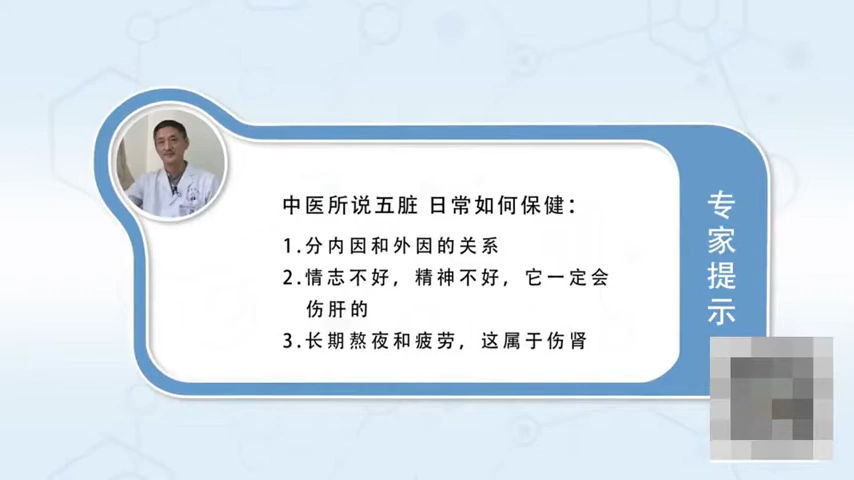 中医所说五脏 日常如何保健：
1.分内因和外因的关系
2.情志不好，精神不好，它一定会
伤肝的
3.长期熬夜和疲劳，这属于伤肾
专家提示